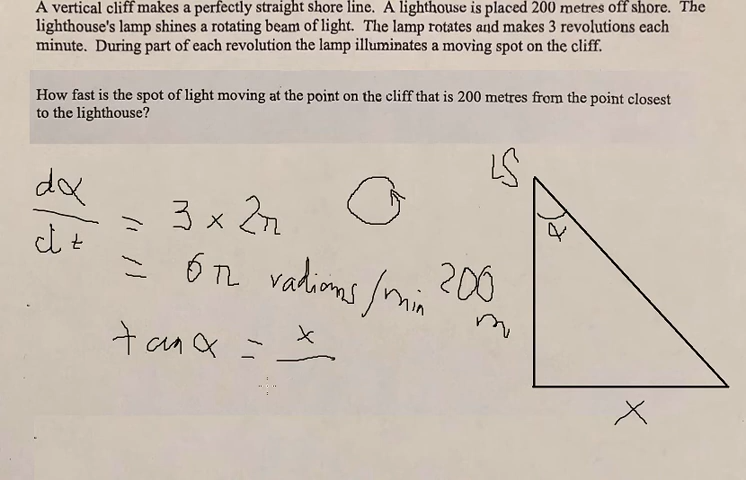 A vertical cliff makes a perfectly straight shore line. A lighthouse is placed 200 metres off shore. The
lighthouse's lamp shines a rotating beam of light. The lamp rotates and makes 3 revolutions each
minute. During part of each revolution the lamp illuminates a moving spot on the cliff.
How fast is the spot of light moving at the point on the cliff that is 200 metres from the point closest
to the lighthouse?
LS
dα
dt
= 3 × 2π
α
= 6π radians/min
200
m
tan α = x
x